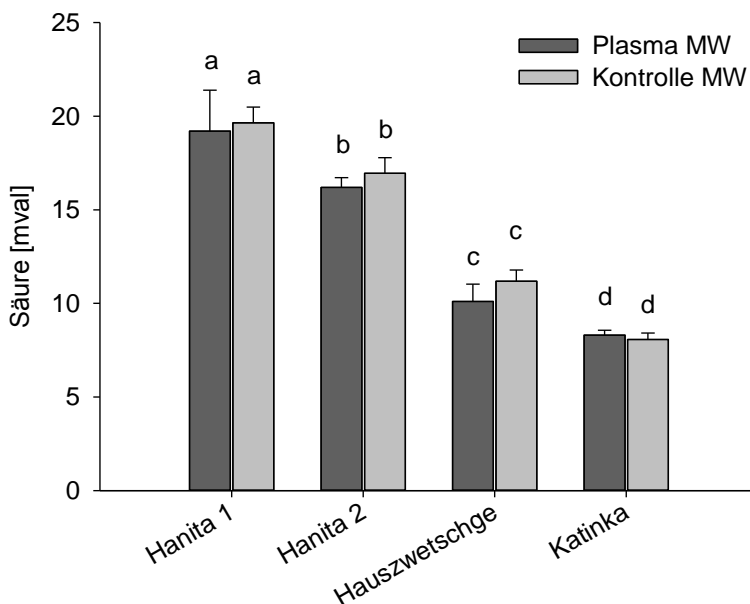 25
20
15
10
5
0
Säure [mval]
Plasma MW
Kontrolle MW
a a
b b
c c
d d
Hanita 1
Hanita 2
Hauszwetschge
Katinka